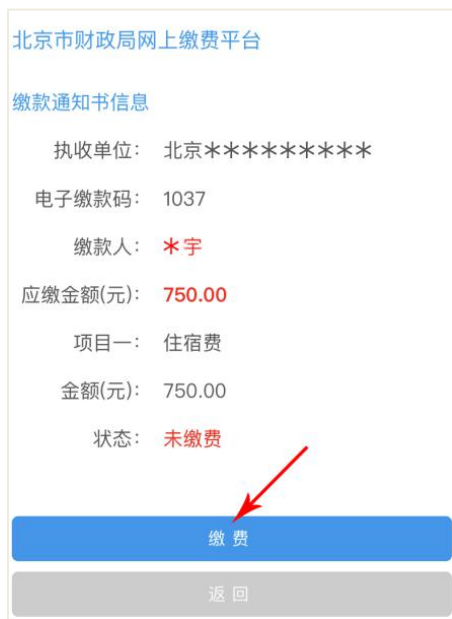 北京市财政局网上缴费平台
缴款通知书信息
执收单位: 北京*********
电子缴款码: 1037
缴款人: *宇
应缴金额(元): 750.00
项目一: 住宿费
金额(元): 750.00
状态: 未缴费
缴 费
返 回